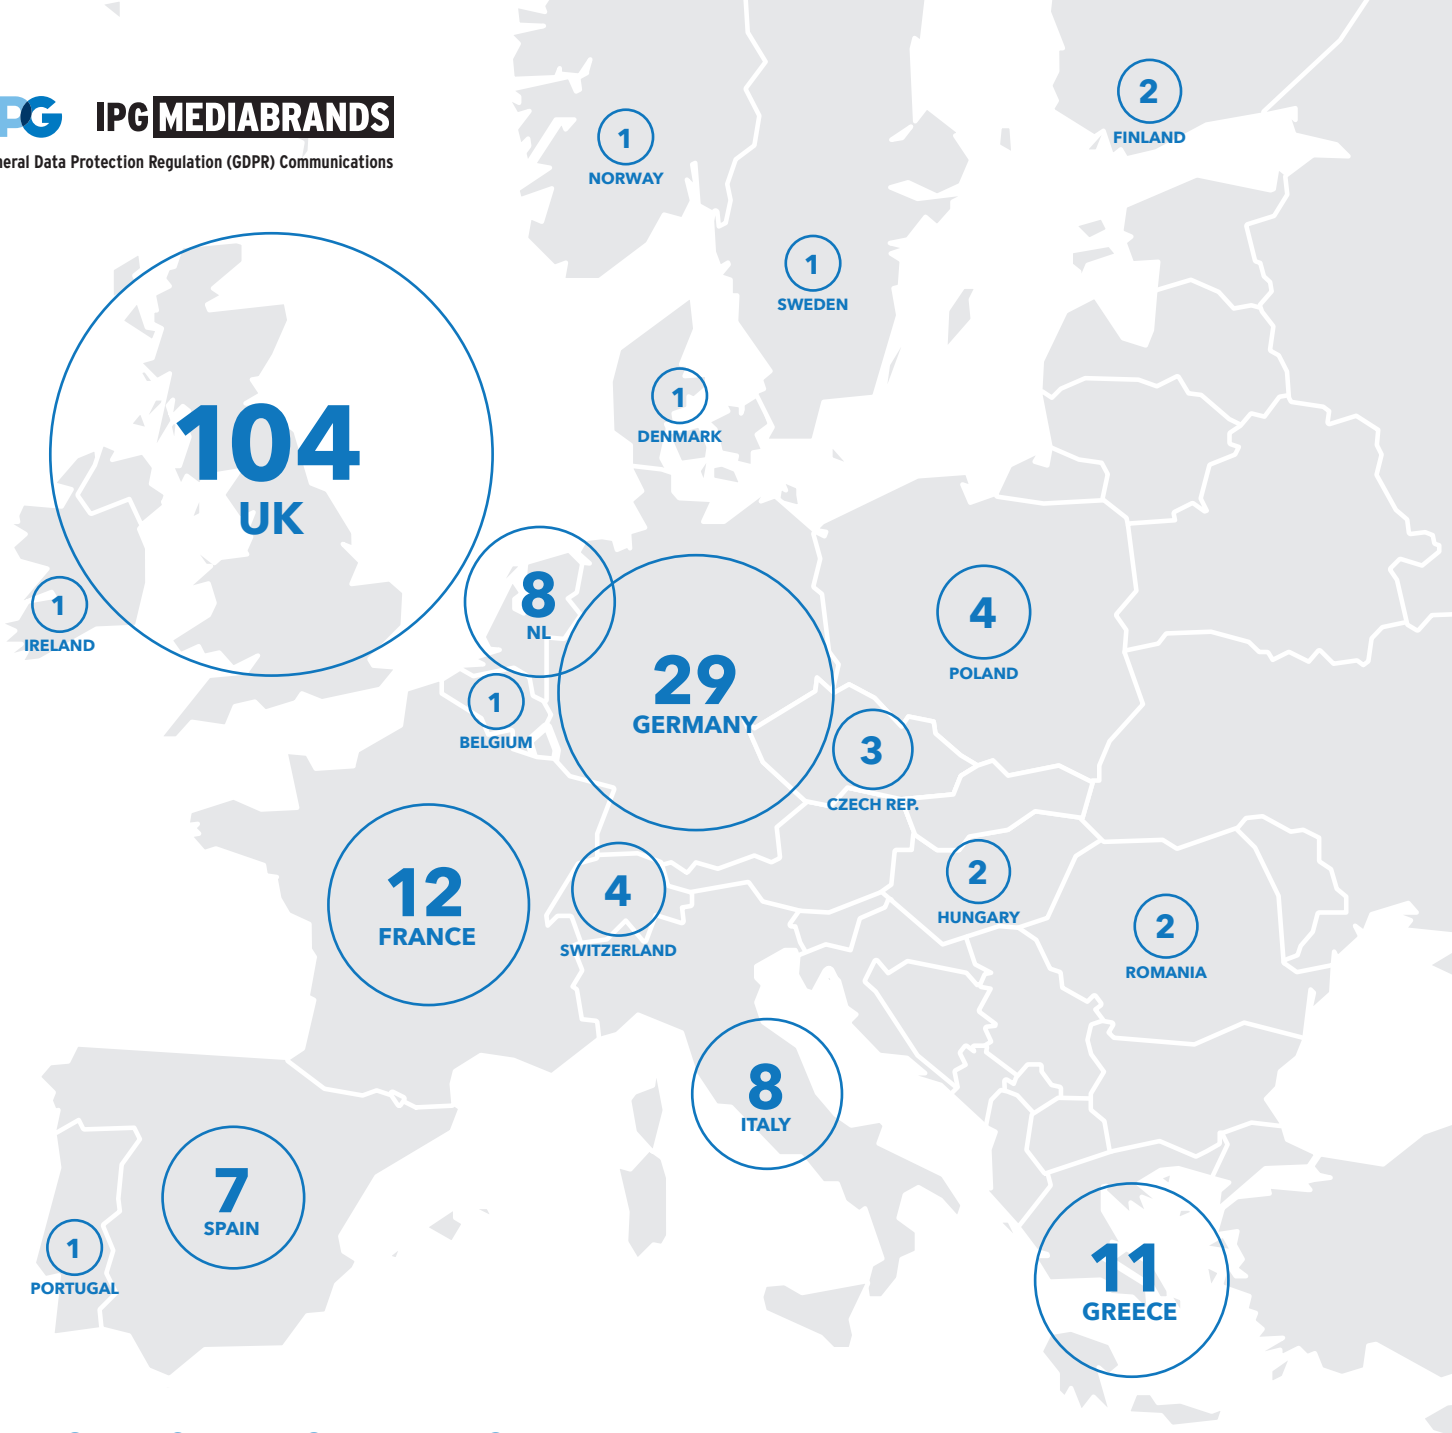 PG IPG MEDIABRANDS
neral Data Protection Regulation (GDPR) Communications
2
FINLAND
1
NORWAY
1
SWEDEN
1
DENMARK
104
UK
1
IRELAND
8
NL
29
GERMANY
4
POLAND
1
BELGIUM
3
CZECH REP.
12
FRANCE
4
SWITZERLAND
2
HUNGARY
2
ROMANIA
8
ITALY
7
SPAIN
1
PORTUGAL
11
GREECE